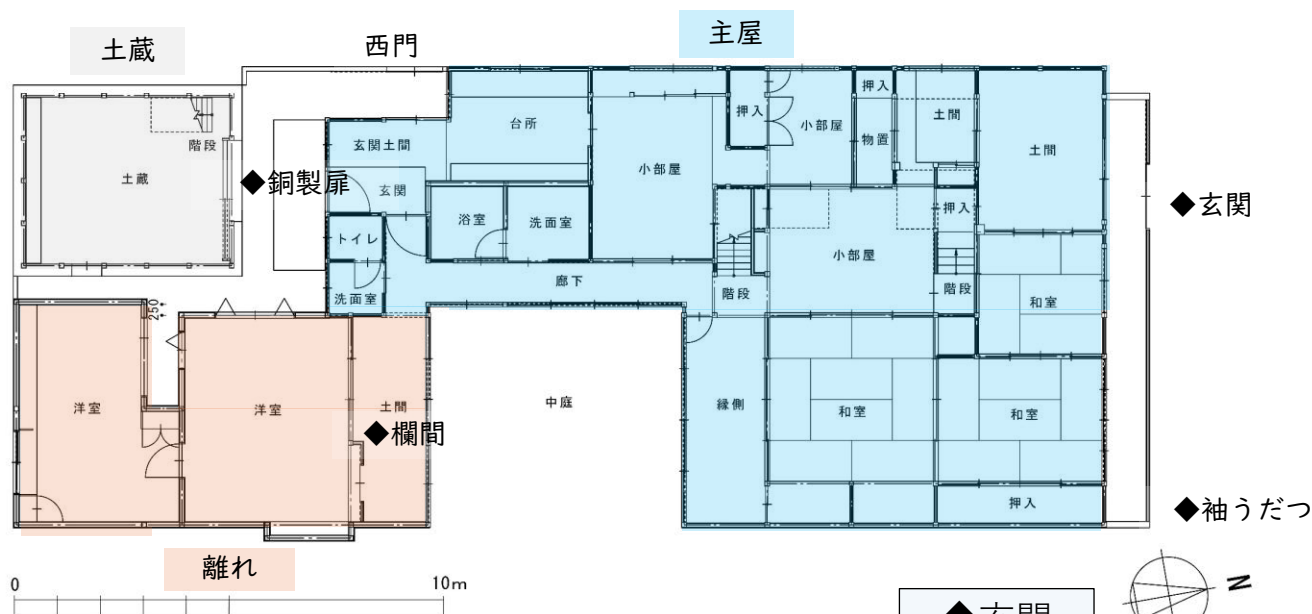 土蔵
西門
主屋
押入
押入
台所
小部屋
土間
土間
階段
玄関土間
物置
土蔵
◆銅製扉
玄関
小部屋
◆玄関
浴室
洗面室
押入
トイレ
小部屋
廊下
洗面室
階段
階段
和室
250
洋室
洋室
土間
中庭
縁側
和室
和室
◆欄間
押入
◆袖うだつ
離れ
0
10m
N
◆玄関